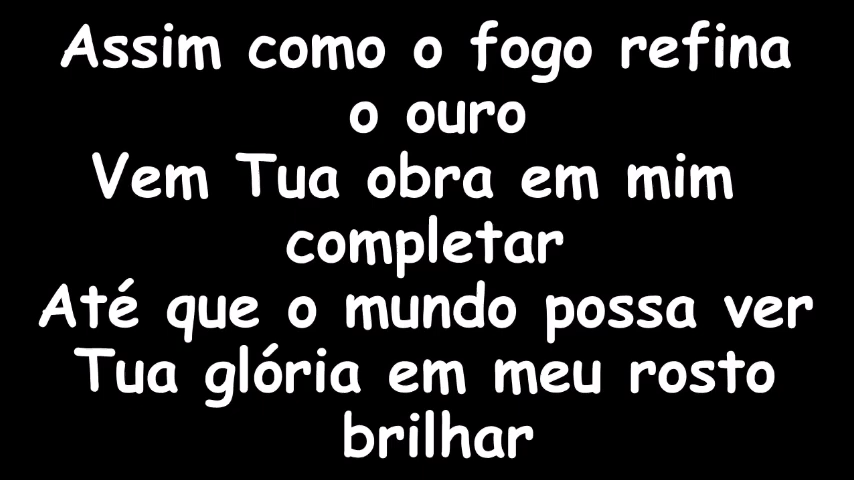 Assim como o fogo refina
o ouro
Vem Tua obra em mim
completar
Até que o mundo possa ver
Tua glória em meu rosto
brilhar